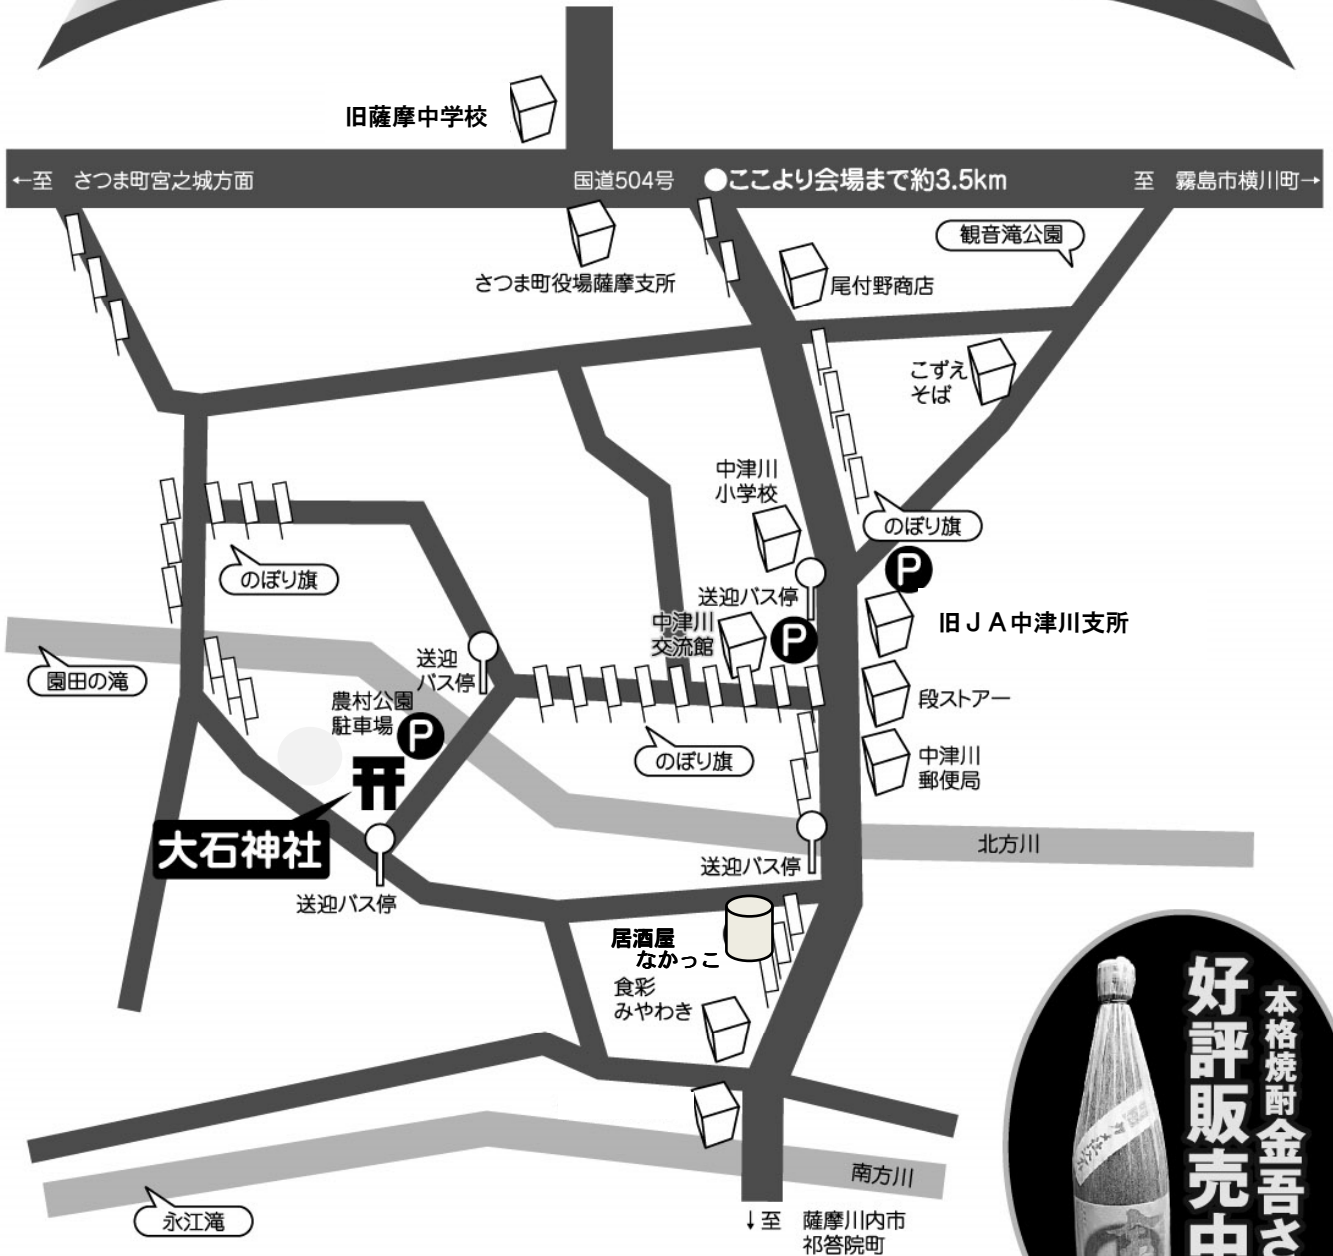 旧薩摩中学校
←至 さつま町宮之城方面
国道504号
●ここより会場まで約3.5km
至 霧島市横川町→
観音滝公園
さつま町役場薩摩支所
尾付野商店
こずえ
そば
中津川
小学校
のぼり旗
P
のぼり旗
送迎バス停
旧JA中津川支所
中津川
交流館
P
園田の滝
送迎
バス停
農村公園
駐車場
P
段ストアー
のぼり旗
中津川
郵便局
大石神社
北方川
送迎バス停
送迎バス停
居酒屋
なかっこ
食彩
みやわき
南方川
永江滝
↓至 薩摩川内市
祁答院町
本格焼酎金吾さ
好評販売中